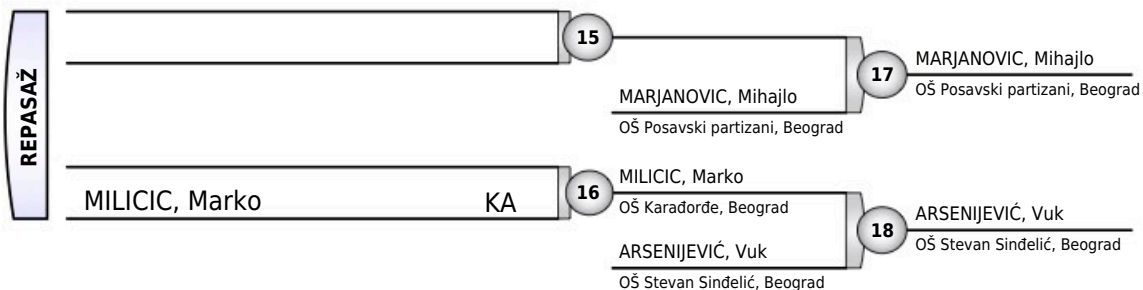 REPASAŽ
15
MARJANOVIC, Mihajlo
OŠ Posavski partizani, Beograd
17
MARJANOVIC, Mihajlo
OŠ Posavski partizani, Beograd
MILICIC, Marko KA
16
MILICIC, Marko
OŠ Karađorđe, Beograd
ARSENIJEVIĆ, Vuk
OŠ Stevan Sinđelić, Beograd
18
ARSENIJEVIĆ, Vuk
OŠ Stevan Sinđelić, Beograd